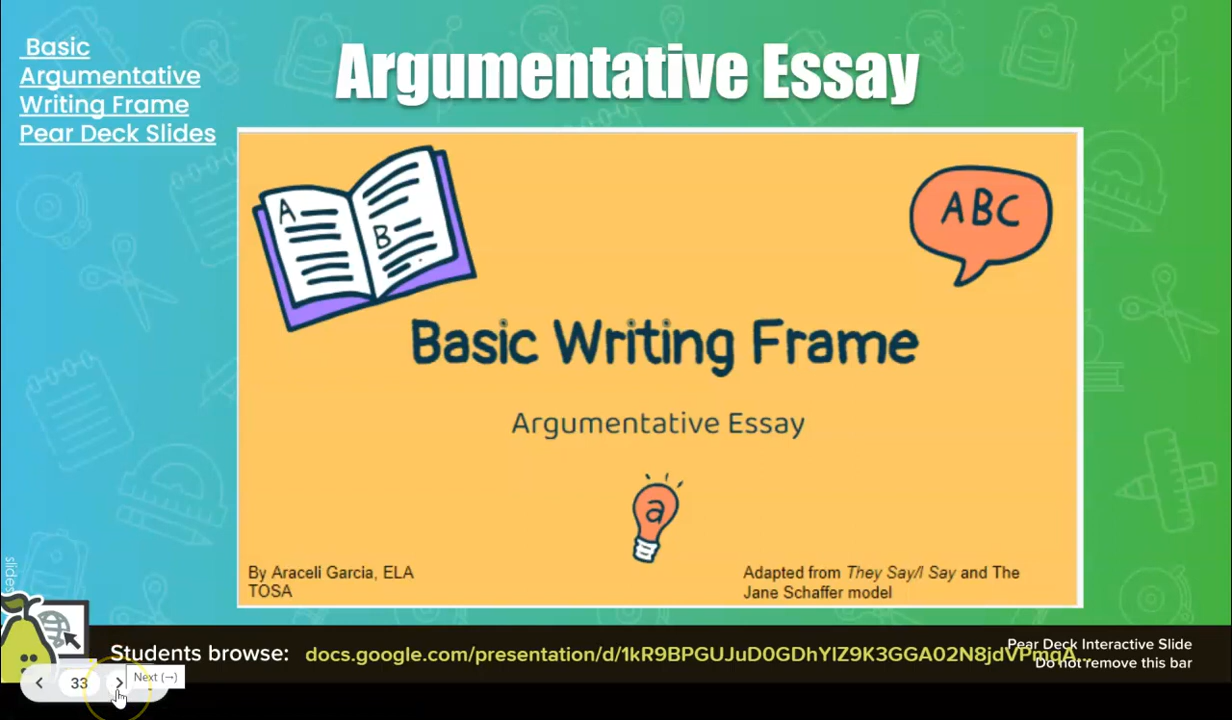 Basic
Argumentative
Writing Frame
Pear Deck Slides
Argumentative Essay
A
B
ABC
Basic Writing Frame
Argumentative Essay
a
By Araceli Garcia, ELA
TOSA
Adapted from They Say/I Say and The
Jane Schaffer model
slides
Students browse:
Pear Deck Interactive Slide
Do not remove this bar
33
Next (→)